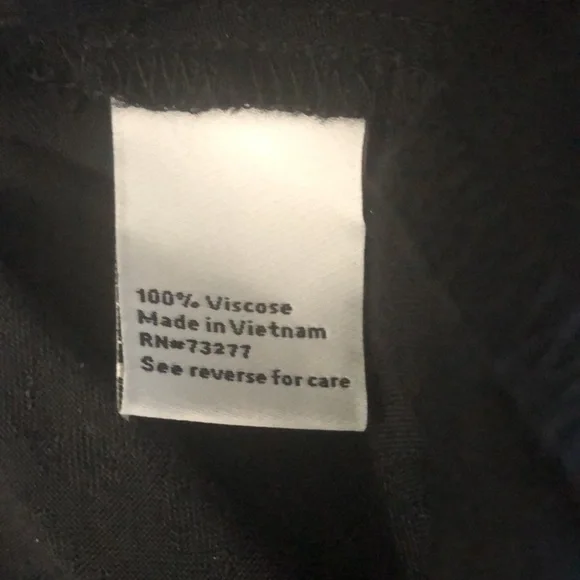 100% Viscose
Made in Vietnam
RN#73277
See reverse for care